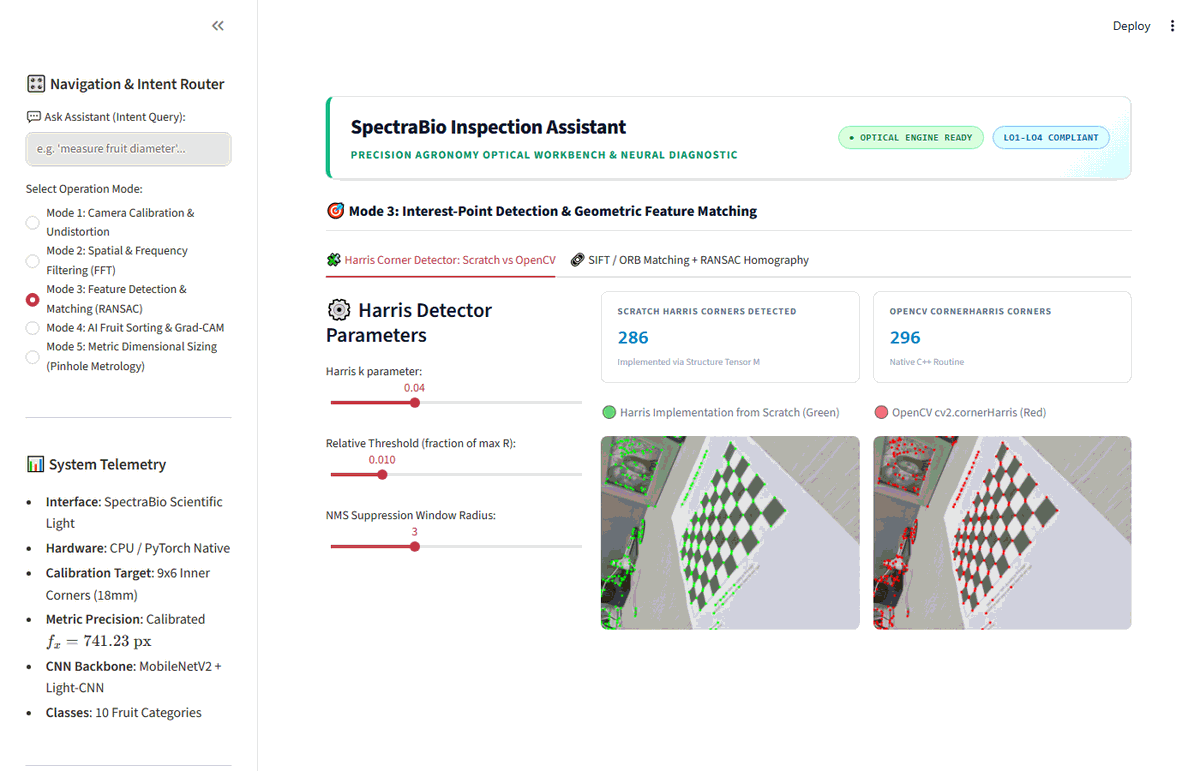 Deploy
Navigation & Intent Router
Ask Assistant (Intent Query):
e.g. 'measure fruit diameter'...
Select Operation Mode:
Mode 1: Camera Calibration &
Undistortion
Mode 2: Spatial & Frequency
Filtering (FFT)
Mode 3: Feature Detection &
Matching (RANSAC)
Mode 4: AI Fruit Sorting & Grad-CAM
Mode 5: Metric Dimensional Sizing
(Pinhole Metrology)
System Telemetry
Interface: SpectraBio Scientific
Light
Hardware: CPU / PyTorch Native
Calibration Target: 9x6 Inner
Corners (18mm)
Metric Precision: Calibrated
fx = 741.23 px
CNN Backbone: MobileNetV2 +
Light-CNN
Classes: 10 Fruit Categories
SpectraBio Inspection Assistant
PRECISION AGRONOMY OPTICAL WORKBENCH & NEURAL DIAGNOSTIC
• OPTICAL ENGINE READY
LO1-LO4 COMPLIANT
Mode 3: Interest-Point Detection & Geometric Feature Matching
Harris Corner Detector: Scratch vs OpenCV
SIFT / ORB Matching + RANSAC Homography
Harris Detector
Parameters
Harris k parameter:
0.04
Relative Threshold (fraction of max R):
0.010
NMS Suppression Window Radius:
3
SCRATCH HARRIS CORNERS DETECTED
286
Implemented via Structure Tensor M
OPENCV CORNERHARRIS CORNERS
296
Native C++ Routine
Harris Implementation from Scratch (Green)
OpenCV cv2.cornerHarris (Red)